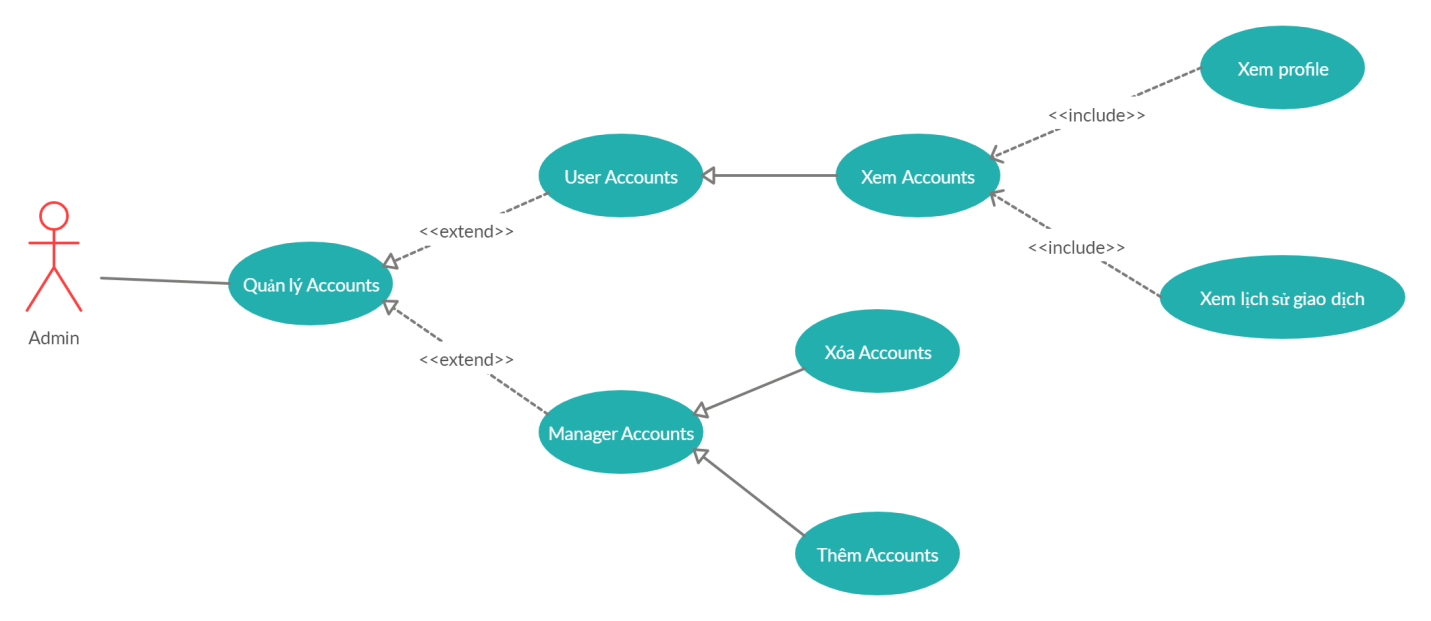 Xem profile
<<include>>
User Accounts
Xem Accounts
<<extend>>
<<include>>
Quản lý Accounts
Xem lịch sử giao dịch
Admin
Xóa Accounts
<<extend>>
Manager Accounts
Thêm Accounts